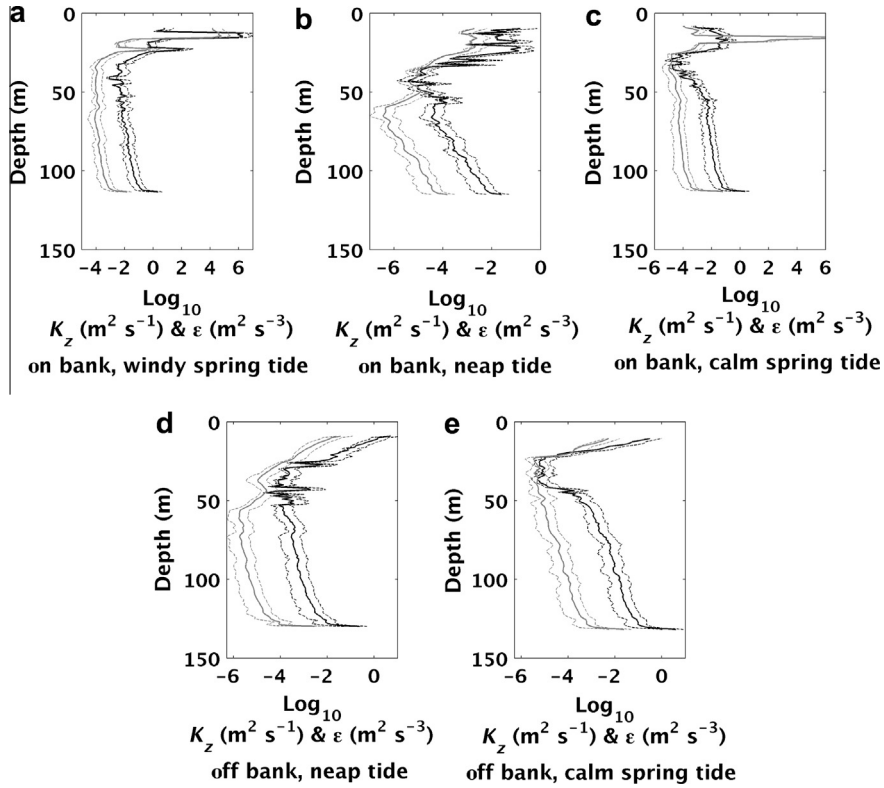 a
b
c
0
50
100
150
Depth (m)
-4 -2 0 2 4 6
Log10
Kz (m² s⁻¹) & ε (m² s⁻³)
on bank, windy spring tide
0
50
100
150
Depth (m)
-6 -4 -2 0
Log10
Kz (m² s⁻¹) & ε (m² s⁻³)
on bank, neap tide
0
50
100
150
Depth (m)
-4 -2 0 2 4 6
Log10
Kz (m² s⁻¹) & ε (m² s⁻³)
on bank, calm spring tide
d
e
0
50
100
150
Depth (m)
-6 -4 -2 0
Log10
Kz (m² s⁻¹) & ε (m² s⁻³)
off bank, neap tide
0
50
100
150
Depth (m)
-6 -4 -2 0
Log10
Kz (m² s⁻¹) & ε (m² s⁻³)
off bank, calm spring tide